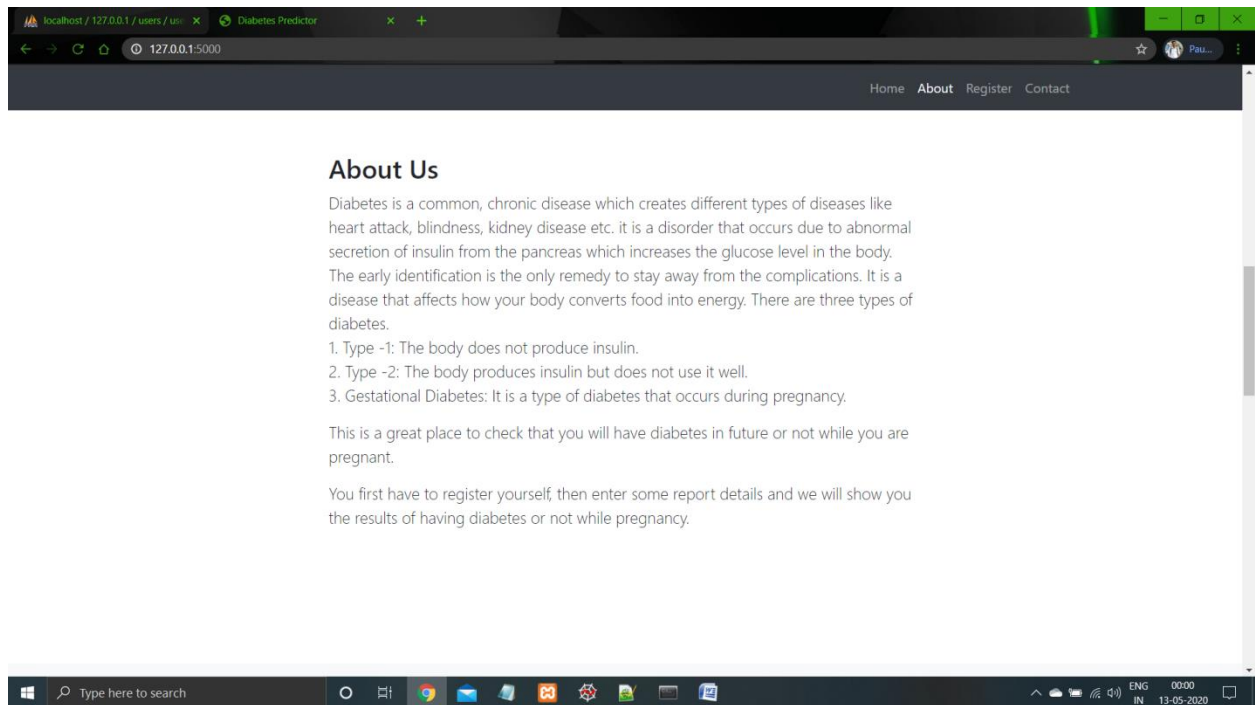 localhost / 127.0.0.1 / users / use
Diabetes Predictor
127.0.0.1:5000
Pau...
Home About Register Contact
About Us
Diabetes is a common, chronic disease which creates different types of diseases like
heart attack, blindness, kidney disease etc. it is a disorder that occurs due to abnormal
secretion of insulin from the pancreas which increases the glucose level in the body.
The early identification is the only remedy to stay away from the complications. It is a
disease that affects how your body converts food into energy. There are three types of
diabetes.
1. Type -1: The body does not produce insulin.
2. Type -2: The body produces insulin but does not use it well.
3. Gestational Diabetes: It is a type of diabetes that occurs during pregnancy.
This is a great place to check that you will have diabetes in future or not while you are
pregnant.
You first have to register yourself, then enter some report details and we will show you
the results of having diabetes or not while pregnancy.
Type here to search
ENG
IN
00:00
13-05-2020